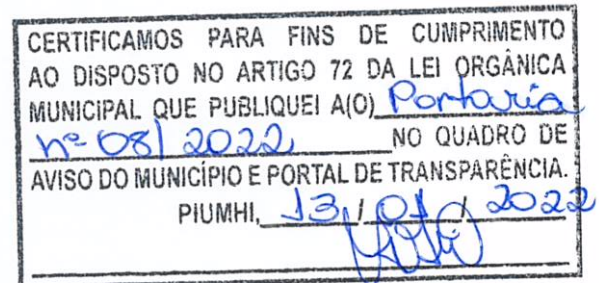 CERTIFICAMOS PARA FINS DE CUMPRIMENTO
AO DISPOSTO NO ARTIGO 72 DA LEI ORGÂNICA
MUNICIPAL QUE PUBLIQUEI A(O) Portaria
nº 08/2022 NO QUADRO DE
AVISO DO MUNICÍPIO E PORTAL DE TRANSPARÊNCIA.
PIUMHI, 13 / 01 / 2022